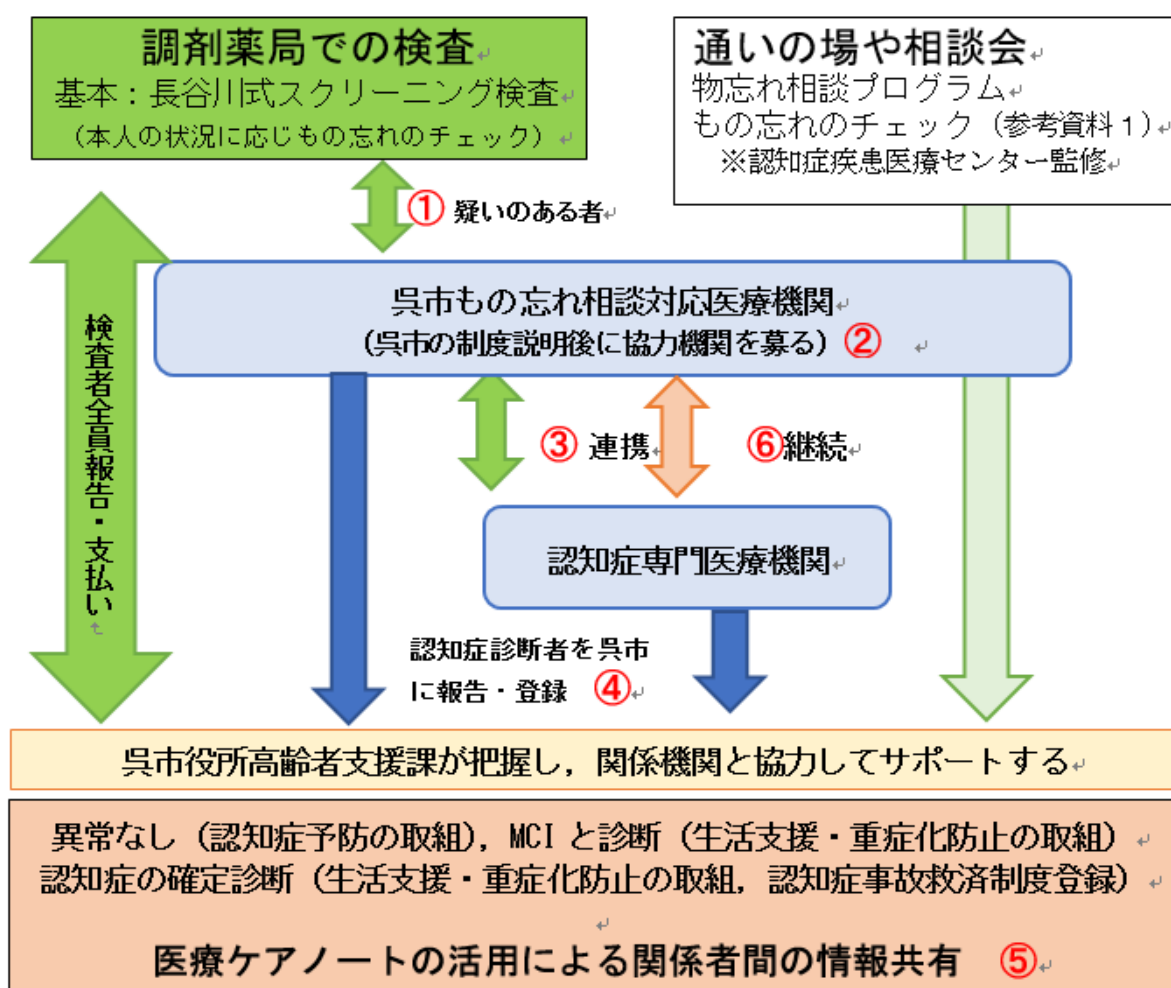 調剤薬局での検査
基本：長谷川式スクリーニング検査
（本人の状況に応じもの忘れのチェック）
通いの場や相談会
物忘れ相談プログラム
もの忘れのチェック（参考資料１）
※認知症疾患医療センター監修
① 疑いのある者
呉市もの忘れ相談対応医療機関
（呉市の制度説明後に協力機関を募る）②
検査者全員報告・支払い
③ 連携
⑥継続
認知症専門医療機関
認知症診断者を呉市
に報告・登録 ④
呉市役所高齢者支援課が把握し，関係機関と協力してサポートする
異常なし（認知症予防の取組），MCI と診断（生活支援・重症化防止の取組）
認知症の確定診断（生活支援・重症化防止の取組，認知症事故救済制度登録）
医療ケアノートの活用による関係者間の情報共有 ⑤